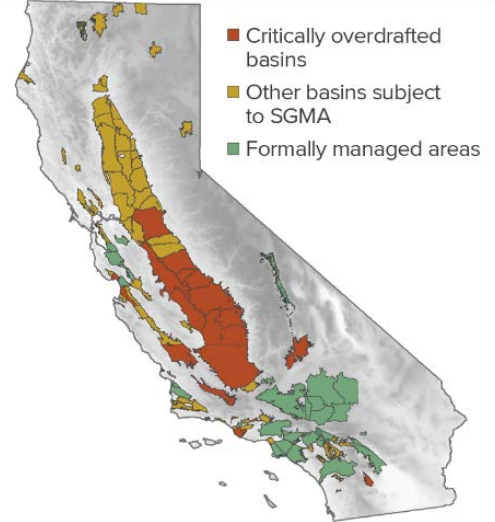 Critically overdrafted
basins
Other basins subject
to SGMA
Formally managed areas